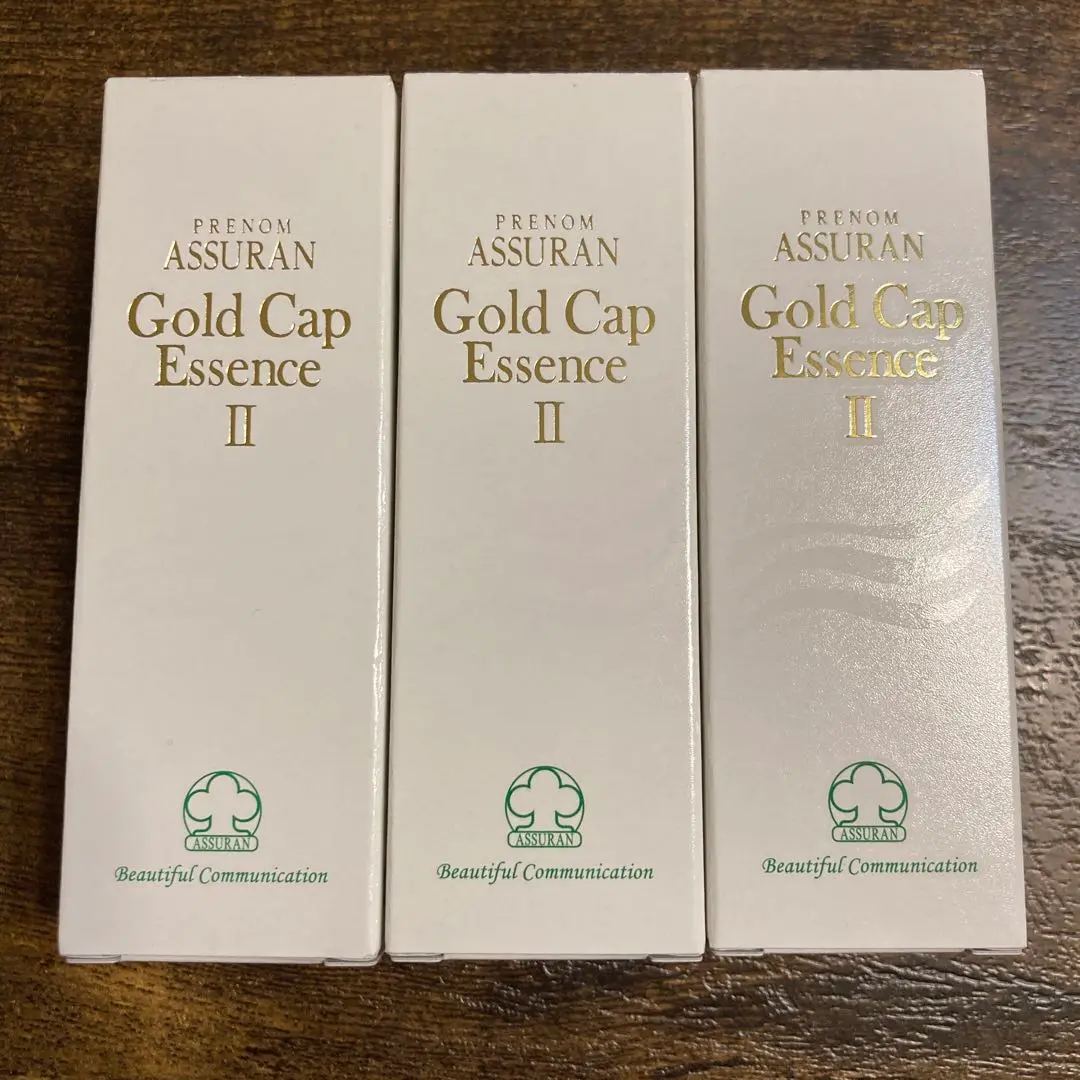 PRENOM
ASSURAN
Gold Cap
Essence
II
ASSURAN
Beautiful Communication
PRENOM
ASSURAN
Gold Cap
Essence
II
ASSURAN
Beautiful Communication
PRENOM
ASSURAN
Gold Cap
Essence
II
ASSURAN
Beautiful Communication